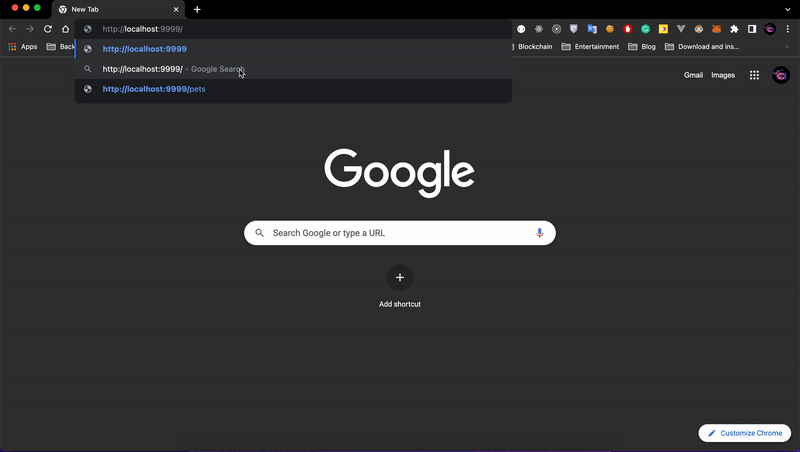 New Tab
http://localhost:9999/
Apps
Back
Blockchain
Entertainment
Blog
Download and ins...
http://localhost:9999
http://localhost:9999/ - Google Search
http://localhost:9999/pets
Gmail
Images
Google
Search Google or type a URL
Add shortcut
Customize Chrome